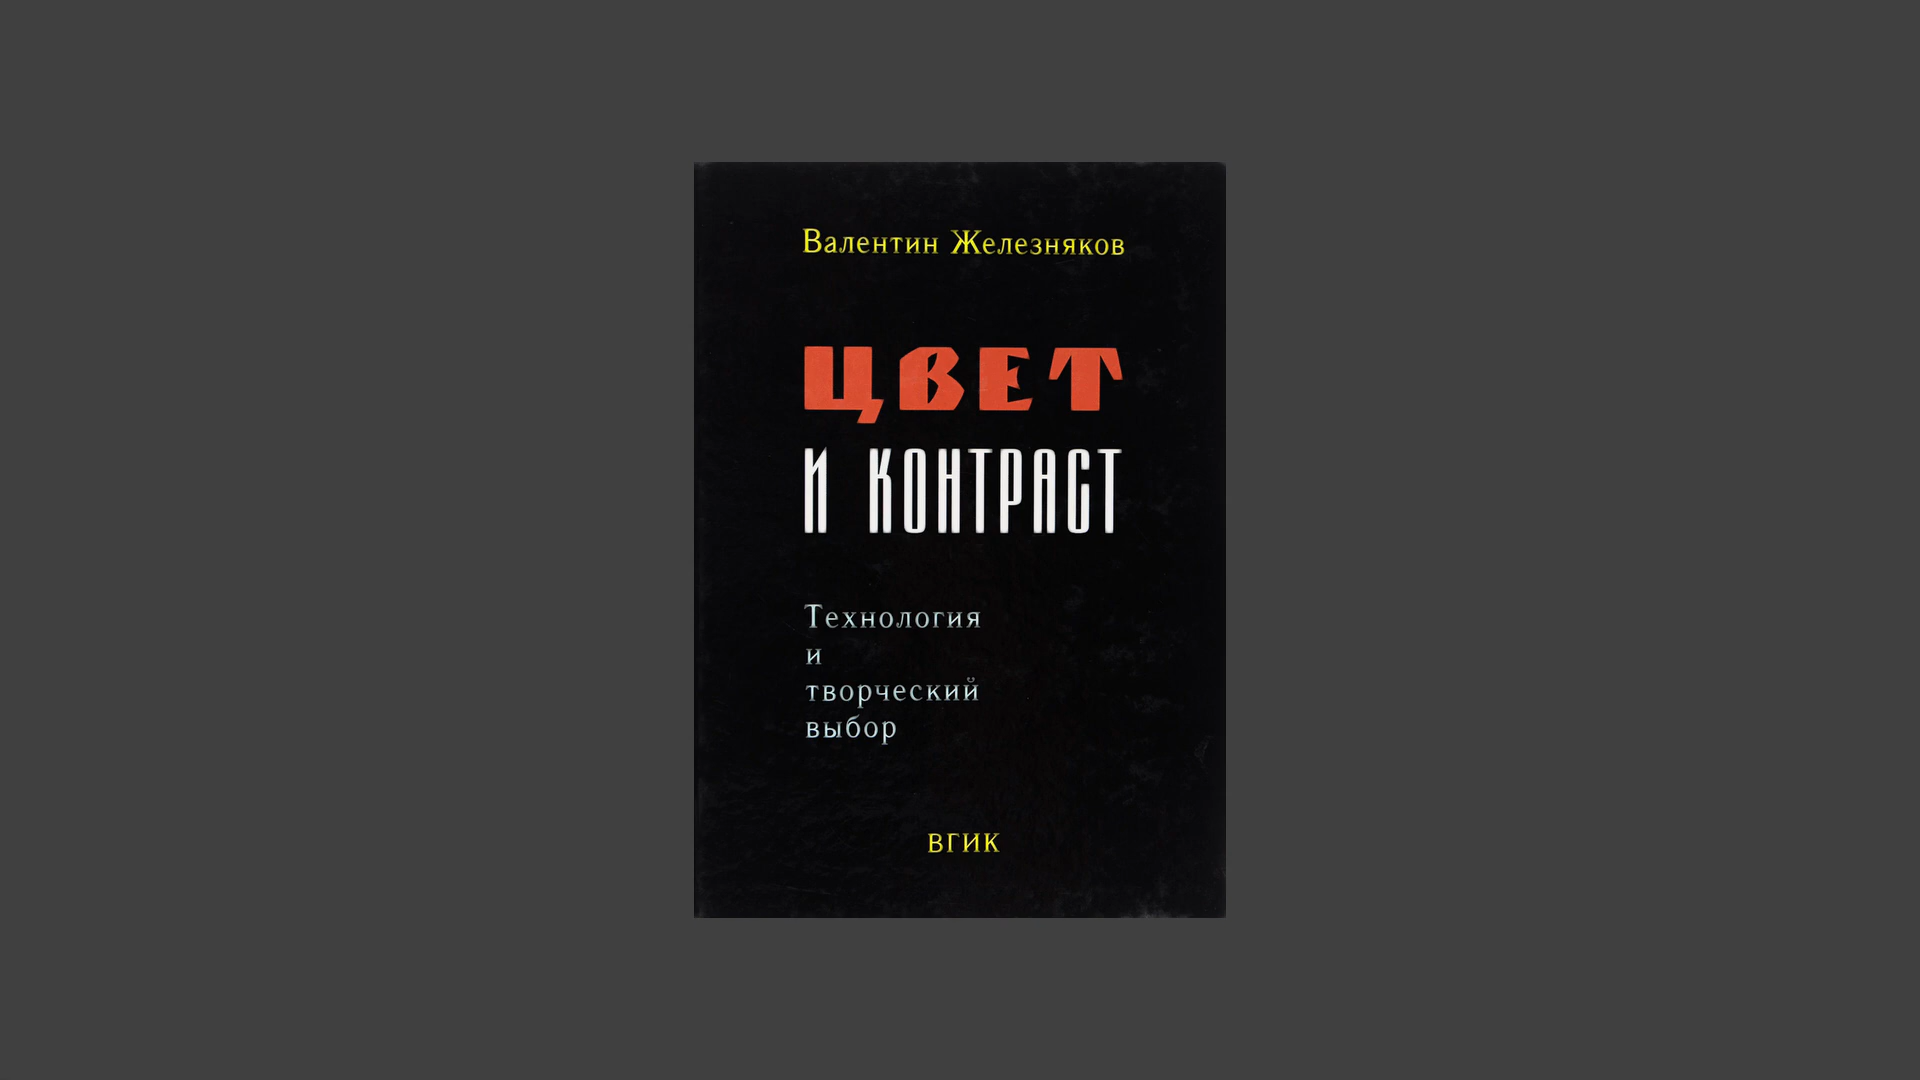 Валентин Железняков
ЦВЕТ
И КОНТРАСТ
Технология
и
творческий
выбор
ВГИК